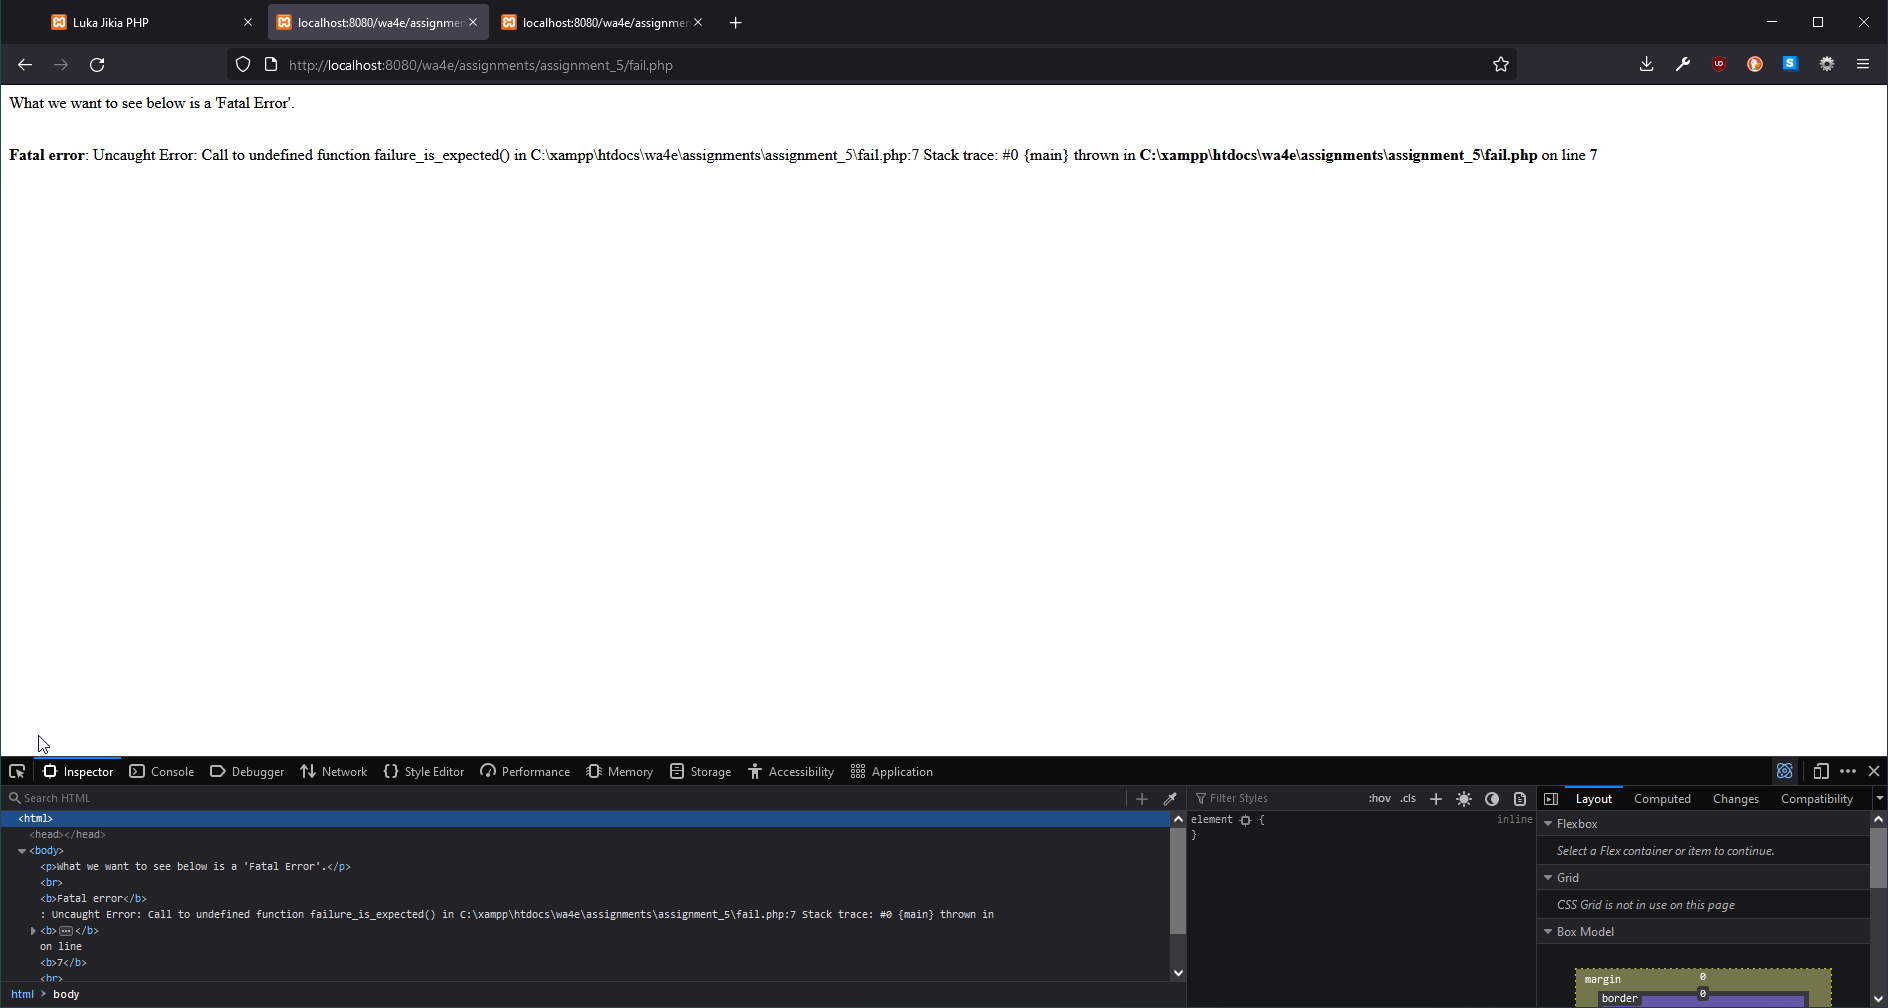 Luka Jikia PHP
localhost:8080/wa4e/assignmen
localhost:8080/wa4e/assignmen
http://localhost:8080/wa4e/assignments/assignment_5/fail.php
What we want to see below is a 'Fatal Error'.
Fatal error: Uncaught Error: Call to undefined function failure_is_expected() in C:\xampp\htdocs\wa4e\assignments\assignment_5\fail.php:7 Stack trace: #0 {main} thrown in C:\xampp\htdocs\wa4e\assignments\assignment_5\fail.php on line 7
Inspector Console Debugger Network Style Editor Performance Memory Storage Accessibility Application
Search HTML
<html>
<head></head>
<body>
<p>What we want to see below is a 'Fatal Error'.</p>
<br>
<b>Fatal error</b>
: Uncaught Error: Call to undefined function failure_is_expected() in C:\xampp\htdocs\wa4e\assignments\assignment_5\fail.php:7 Stack trace: #0 {main} thrown in
<b>…</b>
on line
<b>7</b>
<br>
html > body
Filter Styles :hov .cls
element { inline
}
Layout Computed Changes Compatibility
Flexbox
Select a Flex container or item to continue.
Grid
CSS Grid is not in use on this page
Box Model
margin 0
border 0